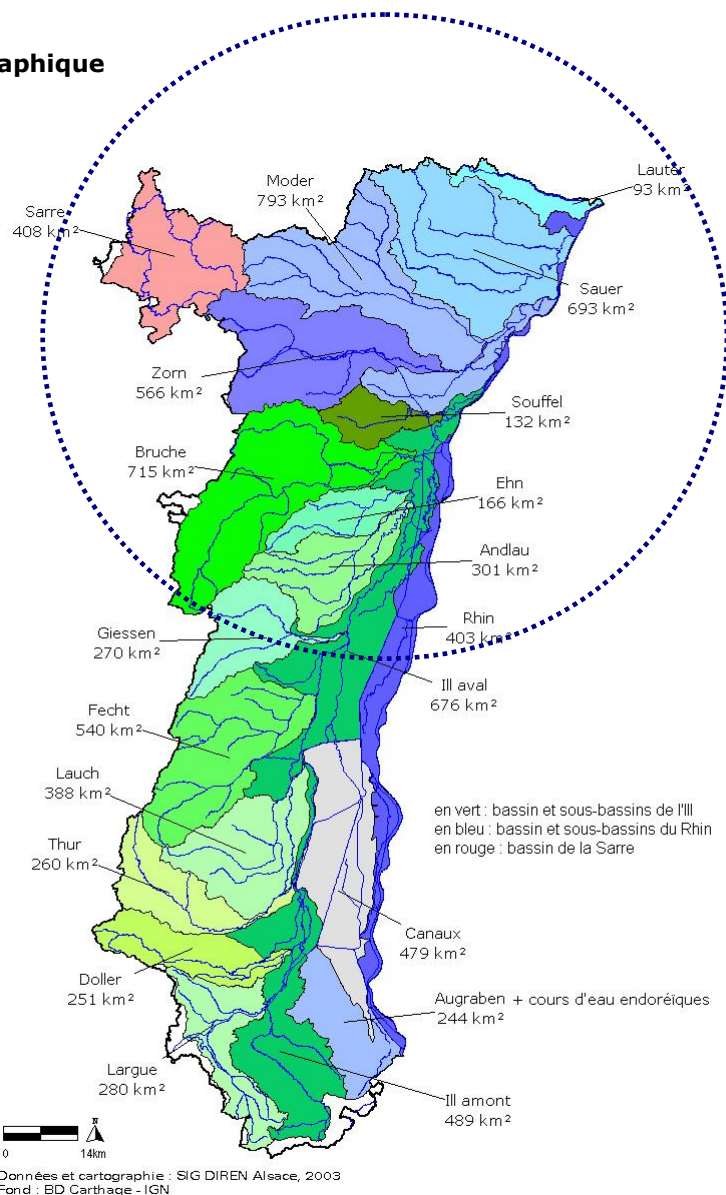 aphique
Lauter
93 km²
Moder
793 km²
Sarre
408 km²
Sauer
693 km²
Zorn
566 km²
Souffel
132 km²
Bruche
715 km²
Ehn
166 km²
Andlau
301 km²
Rhin
403 km²
Giessen
270 km²
Ill aval
676 km²
Fecht
540 km²
Lauch
388 km²
en vert : bassin et sous-bassins de l'Ill
en bleu : bassin et sous-bassins du Rhin
en rouge : bassin de la Sarre
Thur
260 km²
Canaux
479 km²
Doller
251 km²
Augraben + cours d'eau endoréïques
244 km²
Largue
280 km²
Ill amont
489 km²
N
0 14km
Données et cartographie : SIG DIREN Alsace, 2003
Fond : BD Carthage - IGN